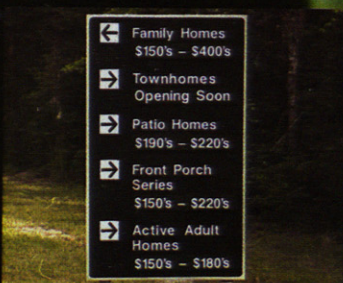 Family Homes
$150's – $400's
Townhomes
Opening Soon
Patio Homes
$190's – $220's
Front Porch
Series
$150's – $220's
Active Adult
Homes
$150's – $180's